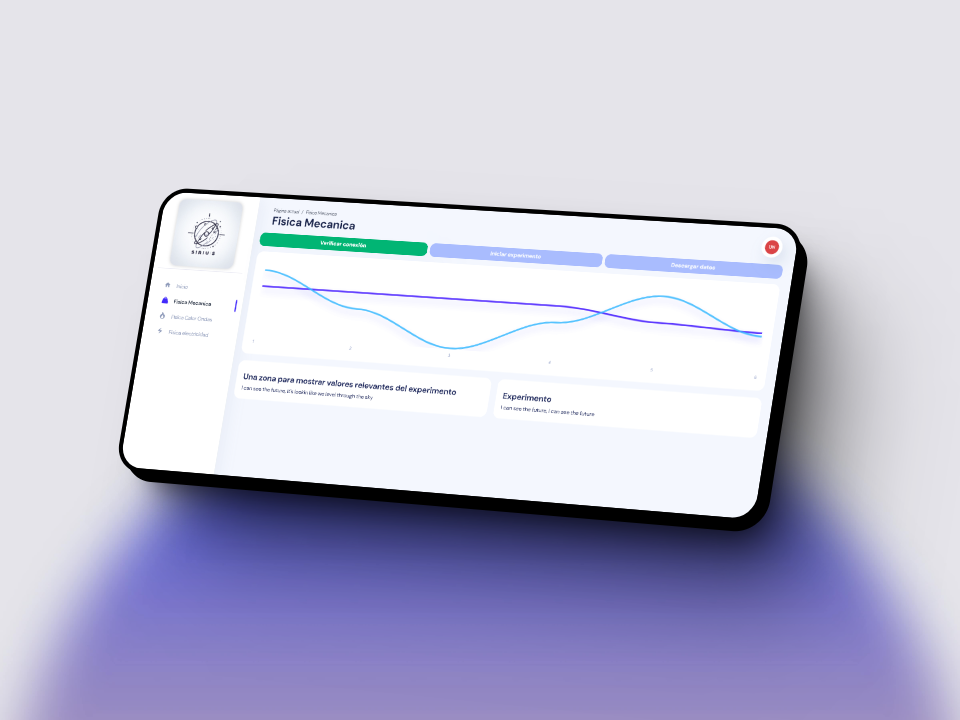 SIRIUS
Inicio
Fisica Mecanica
Fisica Calor Ondas
Fisica electricidad
Página Actual / Fisica Mecanica
Fisica Mecanica
ON
Verificar conexión
Iniciar experimento
Descargar datos
1 2 3 4 5 6
Una zona para mostrar valores relevantes del experimento
I can see the future, it's lookin like we level through the sky
Experimento
I can see the future, I can see the future